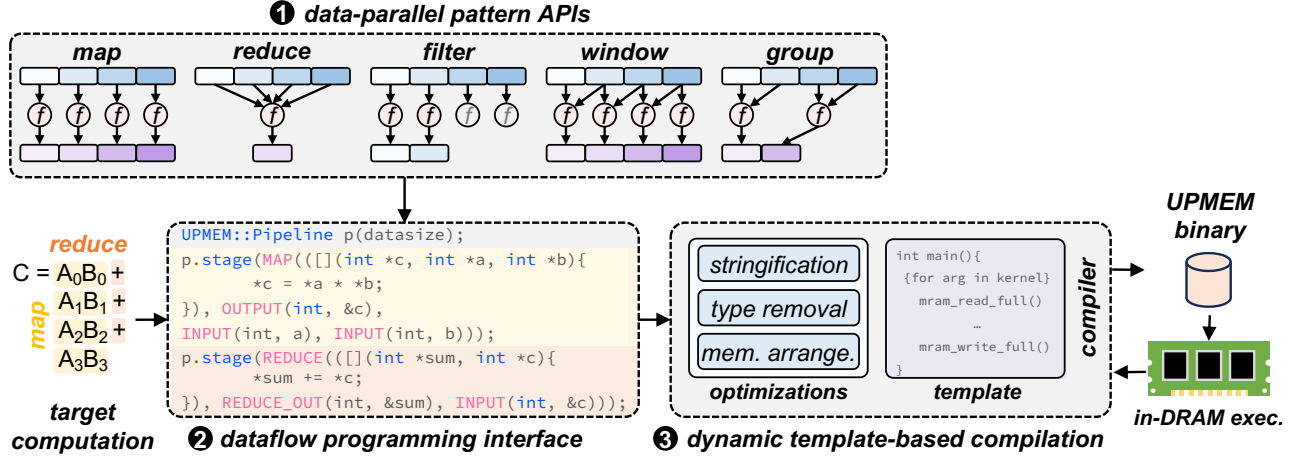 ❶ data-parallel pattern APIs
map reduce filter window group
f f f f f f f f f f f f f f f
reduce
C = A₀B₀ +
A₁B₁ +
A₂B₂ +
A₃B₃
map
target
computation
UPMEM::Pipeline p(datasize);
p.stage(MAP(([](int *c, int *a, int *b){
*c = *a * *b;
}), OUTPUT(int, &c),
INPUT(int, a), INPUT(int, b)));
p.stage(REDUCE(([](int *sum, int *c){
*sum += *c;
}), REDUCE_OUT(int, &sum), INPUT(int, &c)));
❷ dataflow programming interface
stringification
type removal
mem. arrange.
optimizations
int main(){
{for arg in kernel}
mram_read_full()
…
mram_write_full()
}
template
compiler
❸ dynamic template-based compilation
UPMEM
binary
in-DRAM exec.